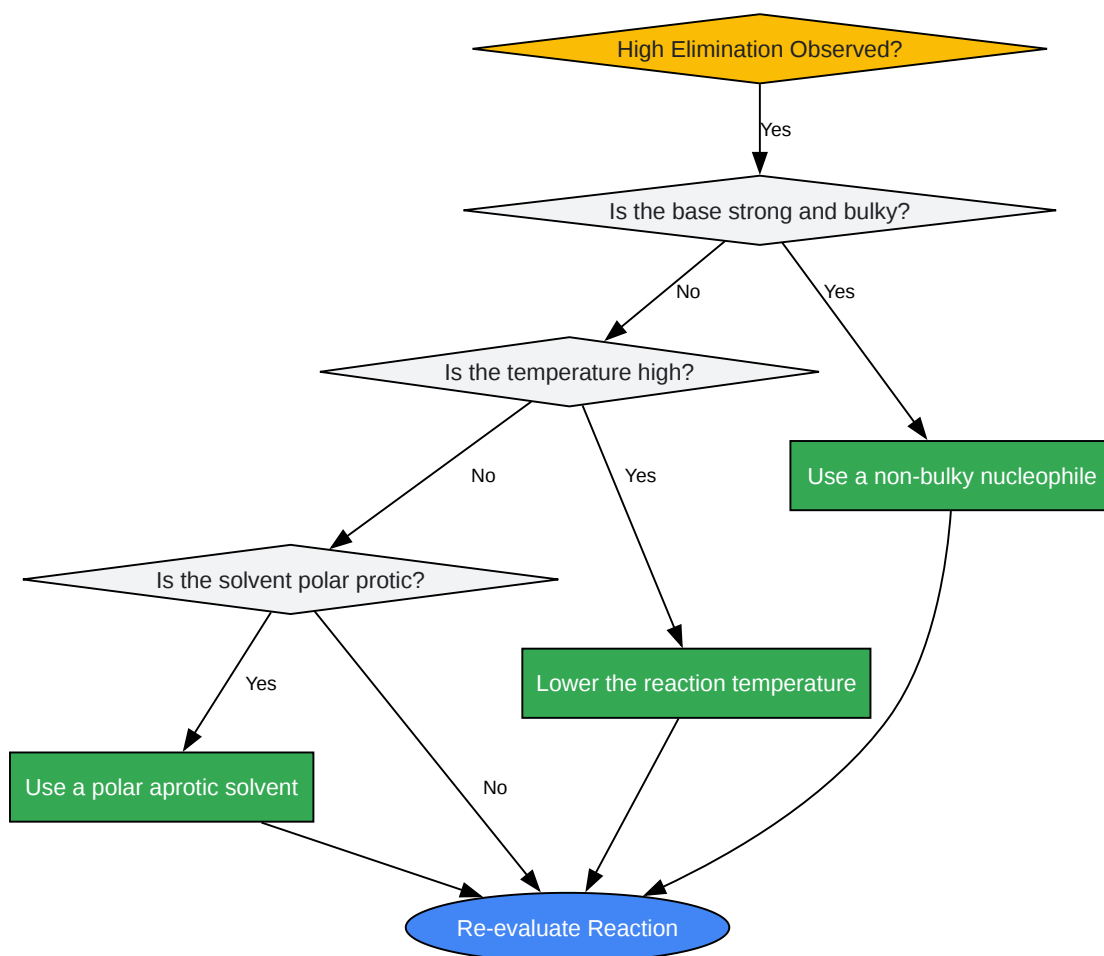 High Elimination Observed?
Yes
Is the base strong and bulky?
No
Yes
Is the temperature high?
No
Yes
Use a non-bulky nucleophile
Is the solvent polar protic?
Yes
Lower the reaction temperature
Use a polar aprotic solvent
No
Re-evaluate Reaction